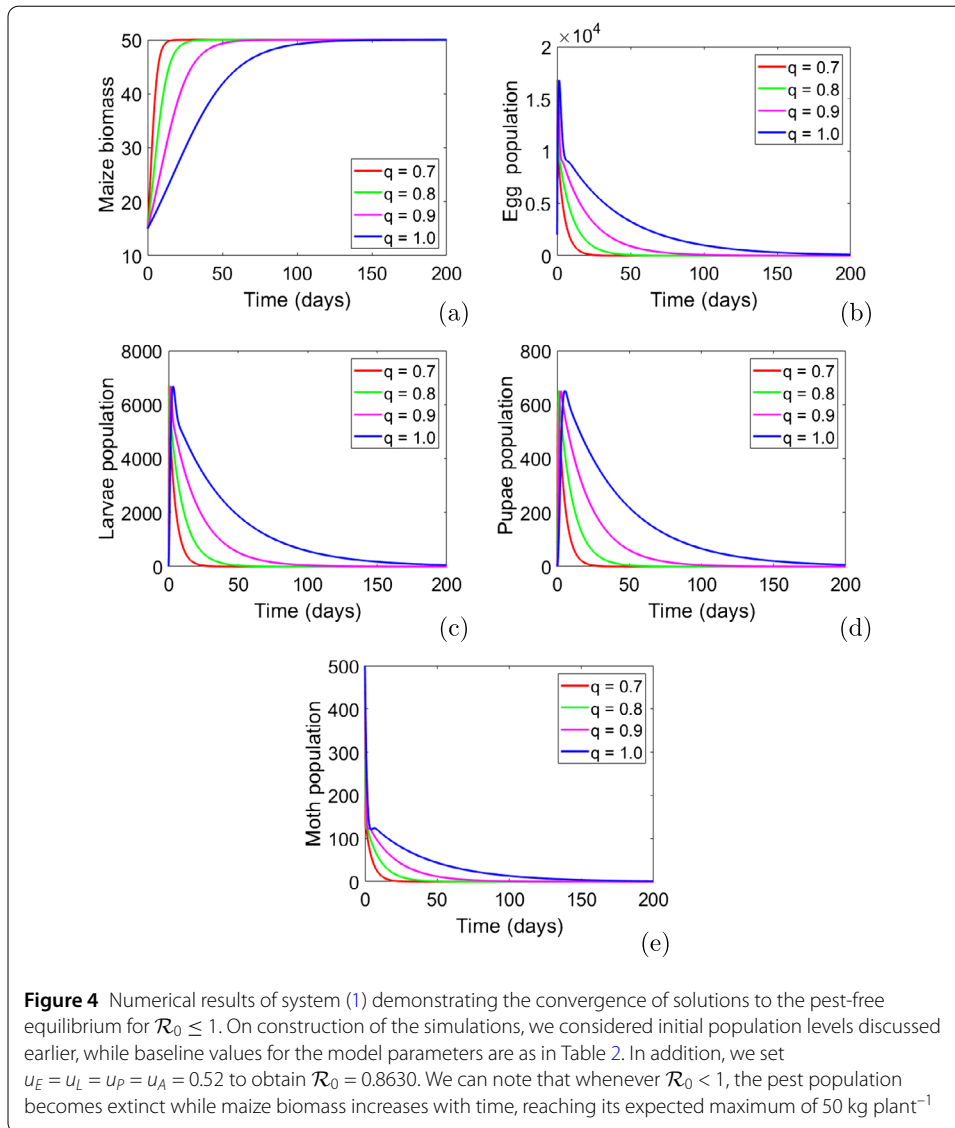 50
40
30
20
10
Maize biomass
q = 0.7
q = 0.8
q = 0.9
q = 1.0
0 50 100 150 200
Time (days)
(a)
×10⁴
2
1.5
1
0.5
0
Egg population
q = 0.7
q = 0.8
q = 0.9
q = 1.0
0 50 100 150 200
Time (days)
(b)
8000
6000
4000
2000
0
Larvae population
q = 0.7
q = 0.8
q = 0.9
q = 1.0
0 50 100 150 200
Time (days)
(c)
800
600
400
200
0
Pupae population
q = 0.7
q = 0.8
q = 0.9
q = 1.0
0 50 100 150 200
Time (days)
(d)
500
400
300
200
100
0
Moth population
q = 0.7
q = 0.8
q = 0.9
q = 1.0
0 50 100 150 200
Time (days)
(e)
Figure 4 Numerical results of system (1) demonstrating the convergence of solutions to the pest-free
equilibrium for R₀ ≤ 1. On construction of the simulations, we considered initial population levels discussed
earlier, while baseline values for the model parameters are as in Table 2. In addition, we set
u_E = u_L = u_P = u_A = 0.52 to obtain R₀ = 0.8630. We can note that whenever R₀ < 1, the pest population
becomes extinct while maize biomass increases with time, reaching its expected maximum of 50 kg plant⁻¹